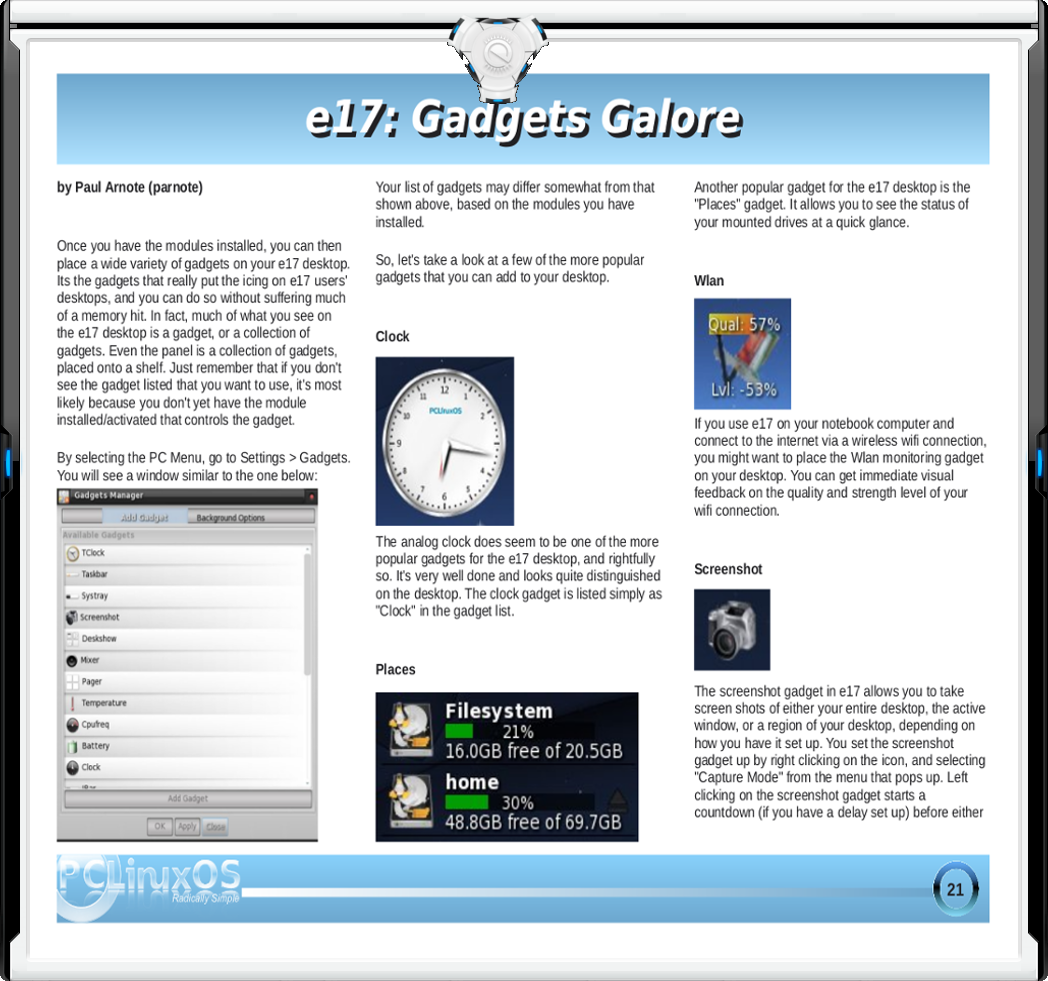 e17: Gadgets Galore
by Paul Arnote (parnote)
Once you have the modules installed, you can then
place a wide variety of gadgets on your e17 desktop.
Its the gadgets that really put the icing on e17 users'
desktops, and you can do so without suffering much
of a memory hit. In fact, much of what you see on
the e17 desktop is a gadget, or a collection of
gadgets. Even the panel is a collection of gadgets,
placed onto a shelf. Just remember that if you don't
see the gadget listed that you want to use, it's most
likely because you don't yet have the module
installed/activated that controls the gadget.
By selecting the PC Menu, go to Settings > Gadgets.
You will see a window similar to the one below:
Gadgets Manager
Add Gadget Background Options
Available Gadgets
TClock
Taskbar
Systray
Screenshot
Deskshow
Mixer
Pager
Temperature
Cpufreq
Battery
Clock
Add Gadget
OK Apply Close
Your list of gadgets may differ somewhat from that
shown above, based on the modules you have
installed.
So, let's take a look at a few of the more popular
gadgets that you can add to your desktop.
Clock
12
1
2
3
4
5
6
7
8
9
10
11
PCLinuxOS
The analog clock does seem to be one of the more
popular gadgets for the e17 desktop, and rightfully
so. It's very well done and looks quite distinguished
on the desktop. The clock gadget is listed simply as
"Clock" in the gadget list.
Places
Filesystem
21%
16.0GB free of 20.5GB
home
30%
48.8GB free of 69.7GB
Another popular gadget for the e17 desktop is the
"Places" gadget. It allows you to see the status of
your mounted drives at a quick glance.
Wlan
Qual: 57%
Lvl: -53%
If you use e17 on your notebook computer and
connect to the internet via a wireless wifi connection,
you might want to place the Wlan monitoring gadget
on your desktop. You can get immediate visual
feedback on the quality and strength level of your
wifi connection.
Screenshot
The screenshot gadget in e17 allows you to take
screen shots of either your entire desktop, the active
window, or a region of your desktop, depending on
how you have it set up. You set the screenshot
gadget up by right clicking on the icon, and selecting
"Capture Mode" from the menu that pops up. Left
clicking on the screenshot gadget starts a
countdown (if you have a delay set up) before either
PCLinuxOS
Radically Simple
21